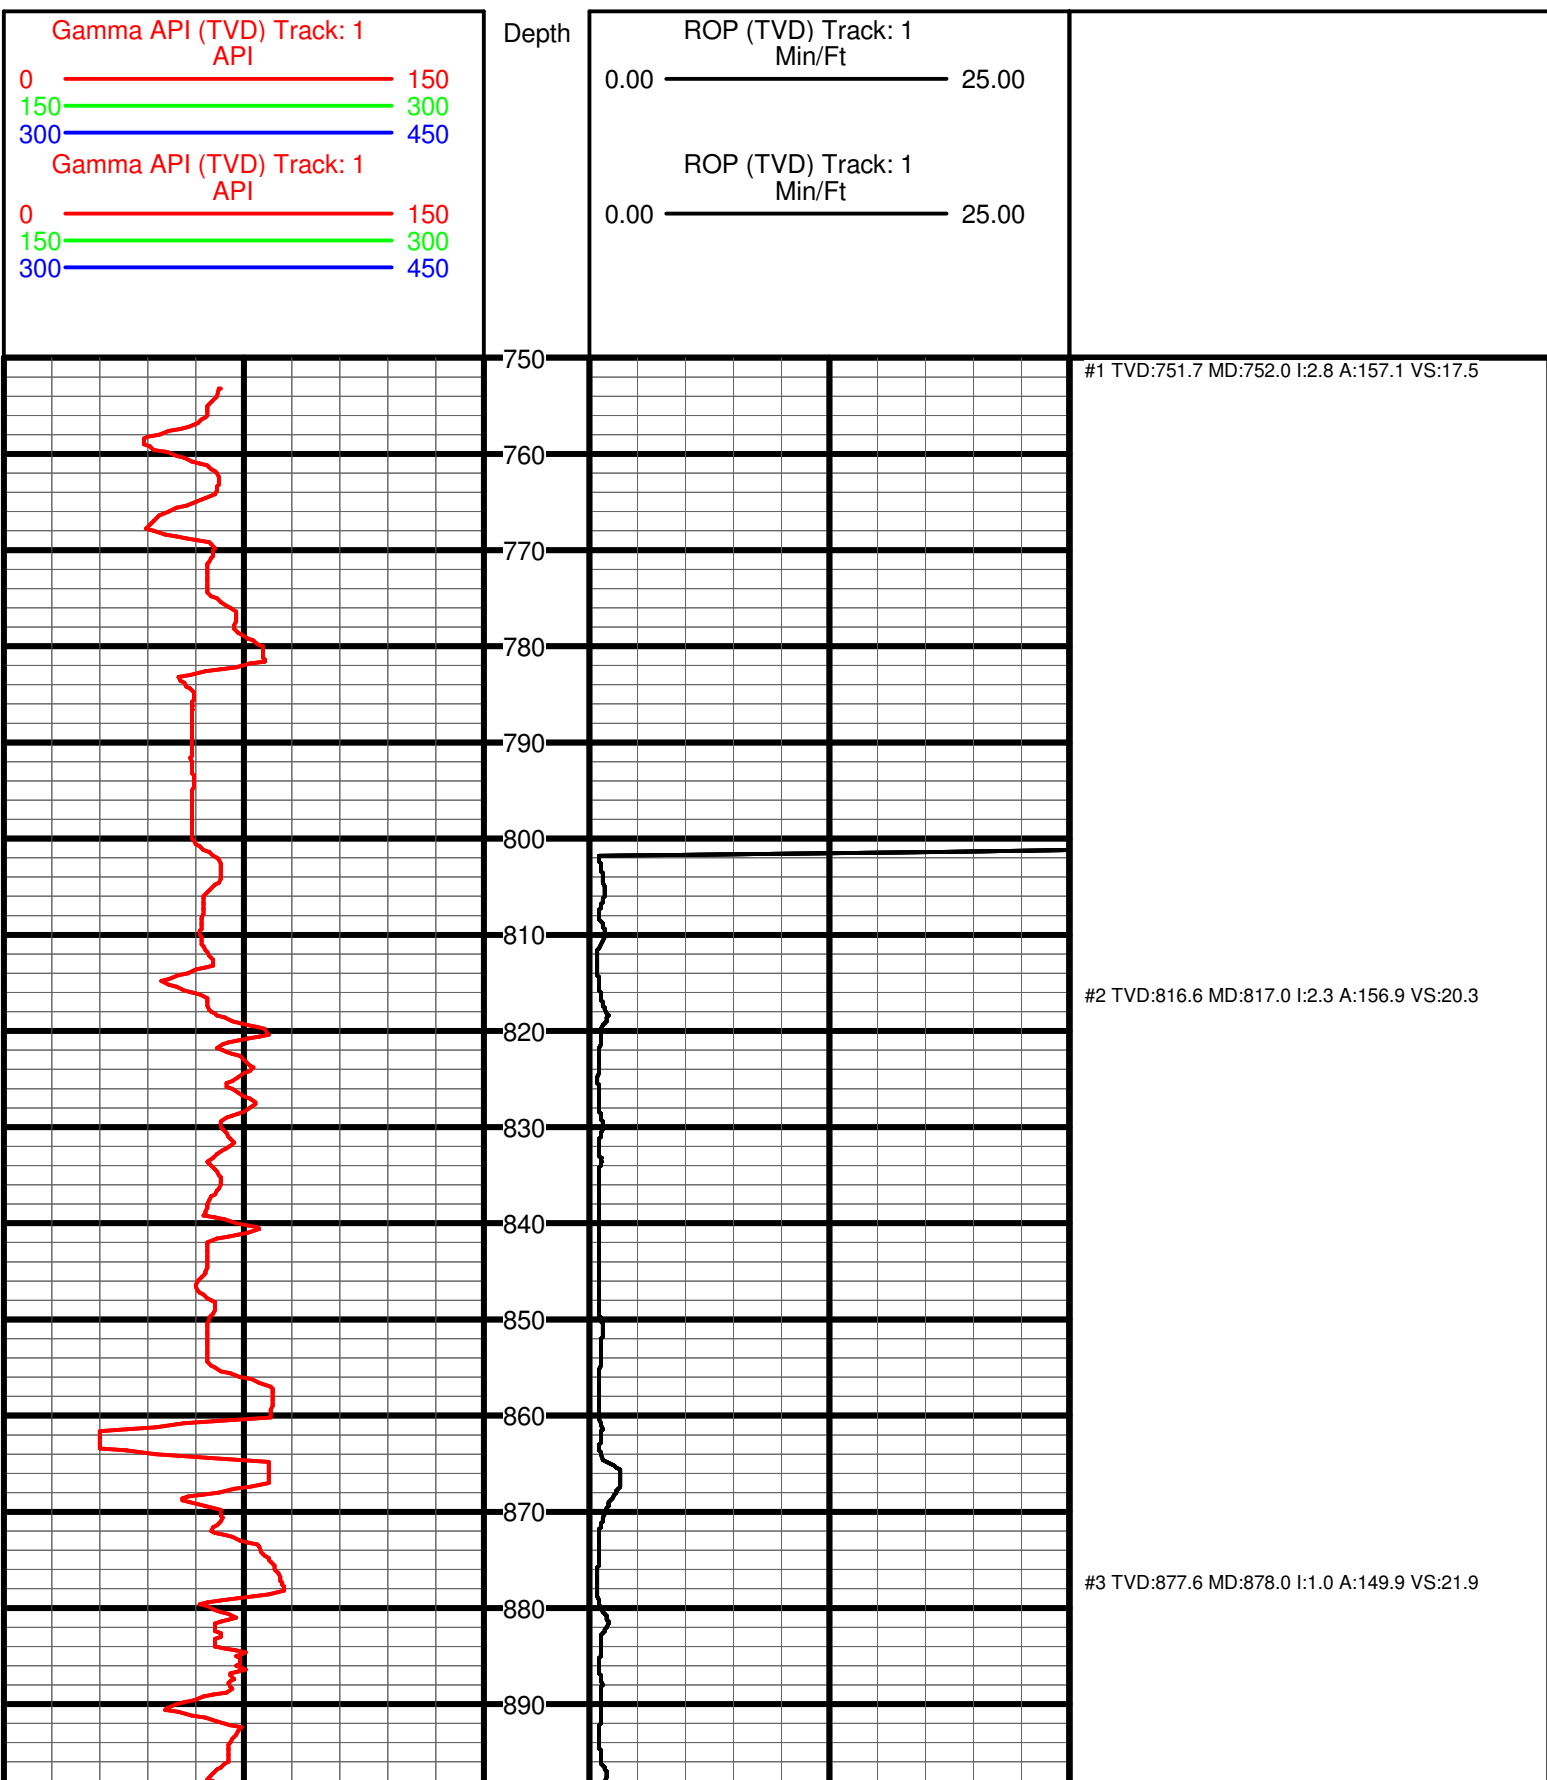 Gamma API (TVD) Track: 1
API
0 150
150 300
300 450
Gamma API (TVD) Track: 1
API
0 150
150 300
300 450
Depth
ROP (TVD) Track: 1
Min/Ft
0.00 25.00
ROP (TVD) Track: 1
Min/Ft
0.00 25.00
750
#1 TVD:751.7 MD:752.0 I:2.8 A:157.1 VS:17.5
760
770
780
790
800
810
#2 TVD:816.6 MD:817.0 I:2.3 A:156.9 VS:20.3
820
830
840
850
860
870
#3 TVD:877.6 MD:878.0 I:1.0 A:149.9 VS:21.9
880
890